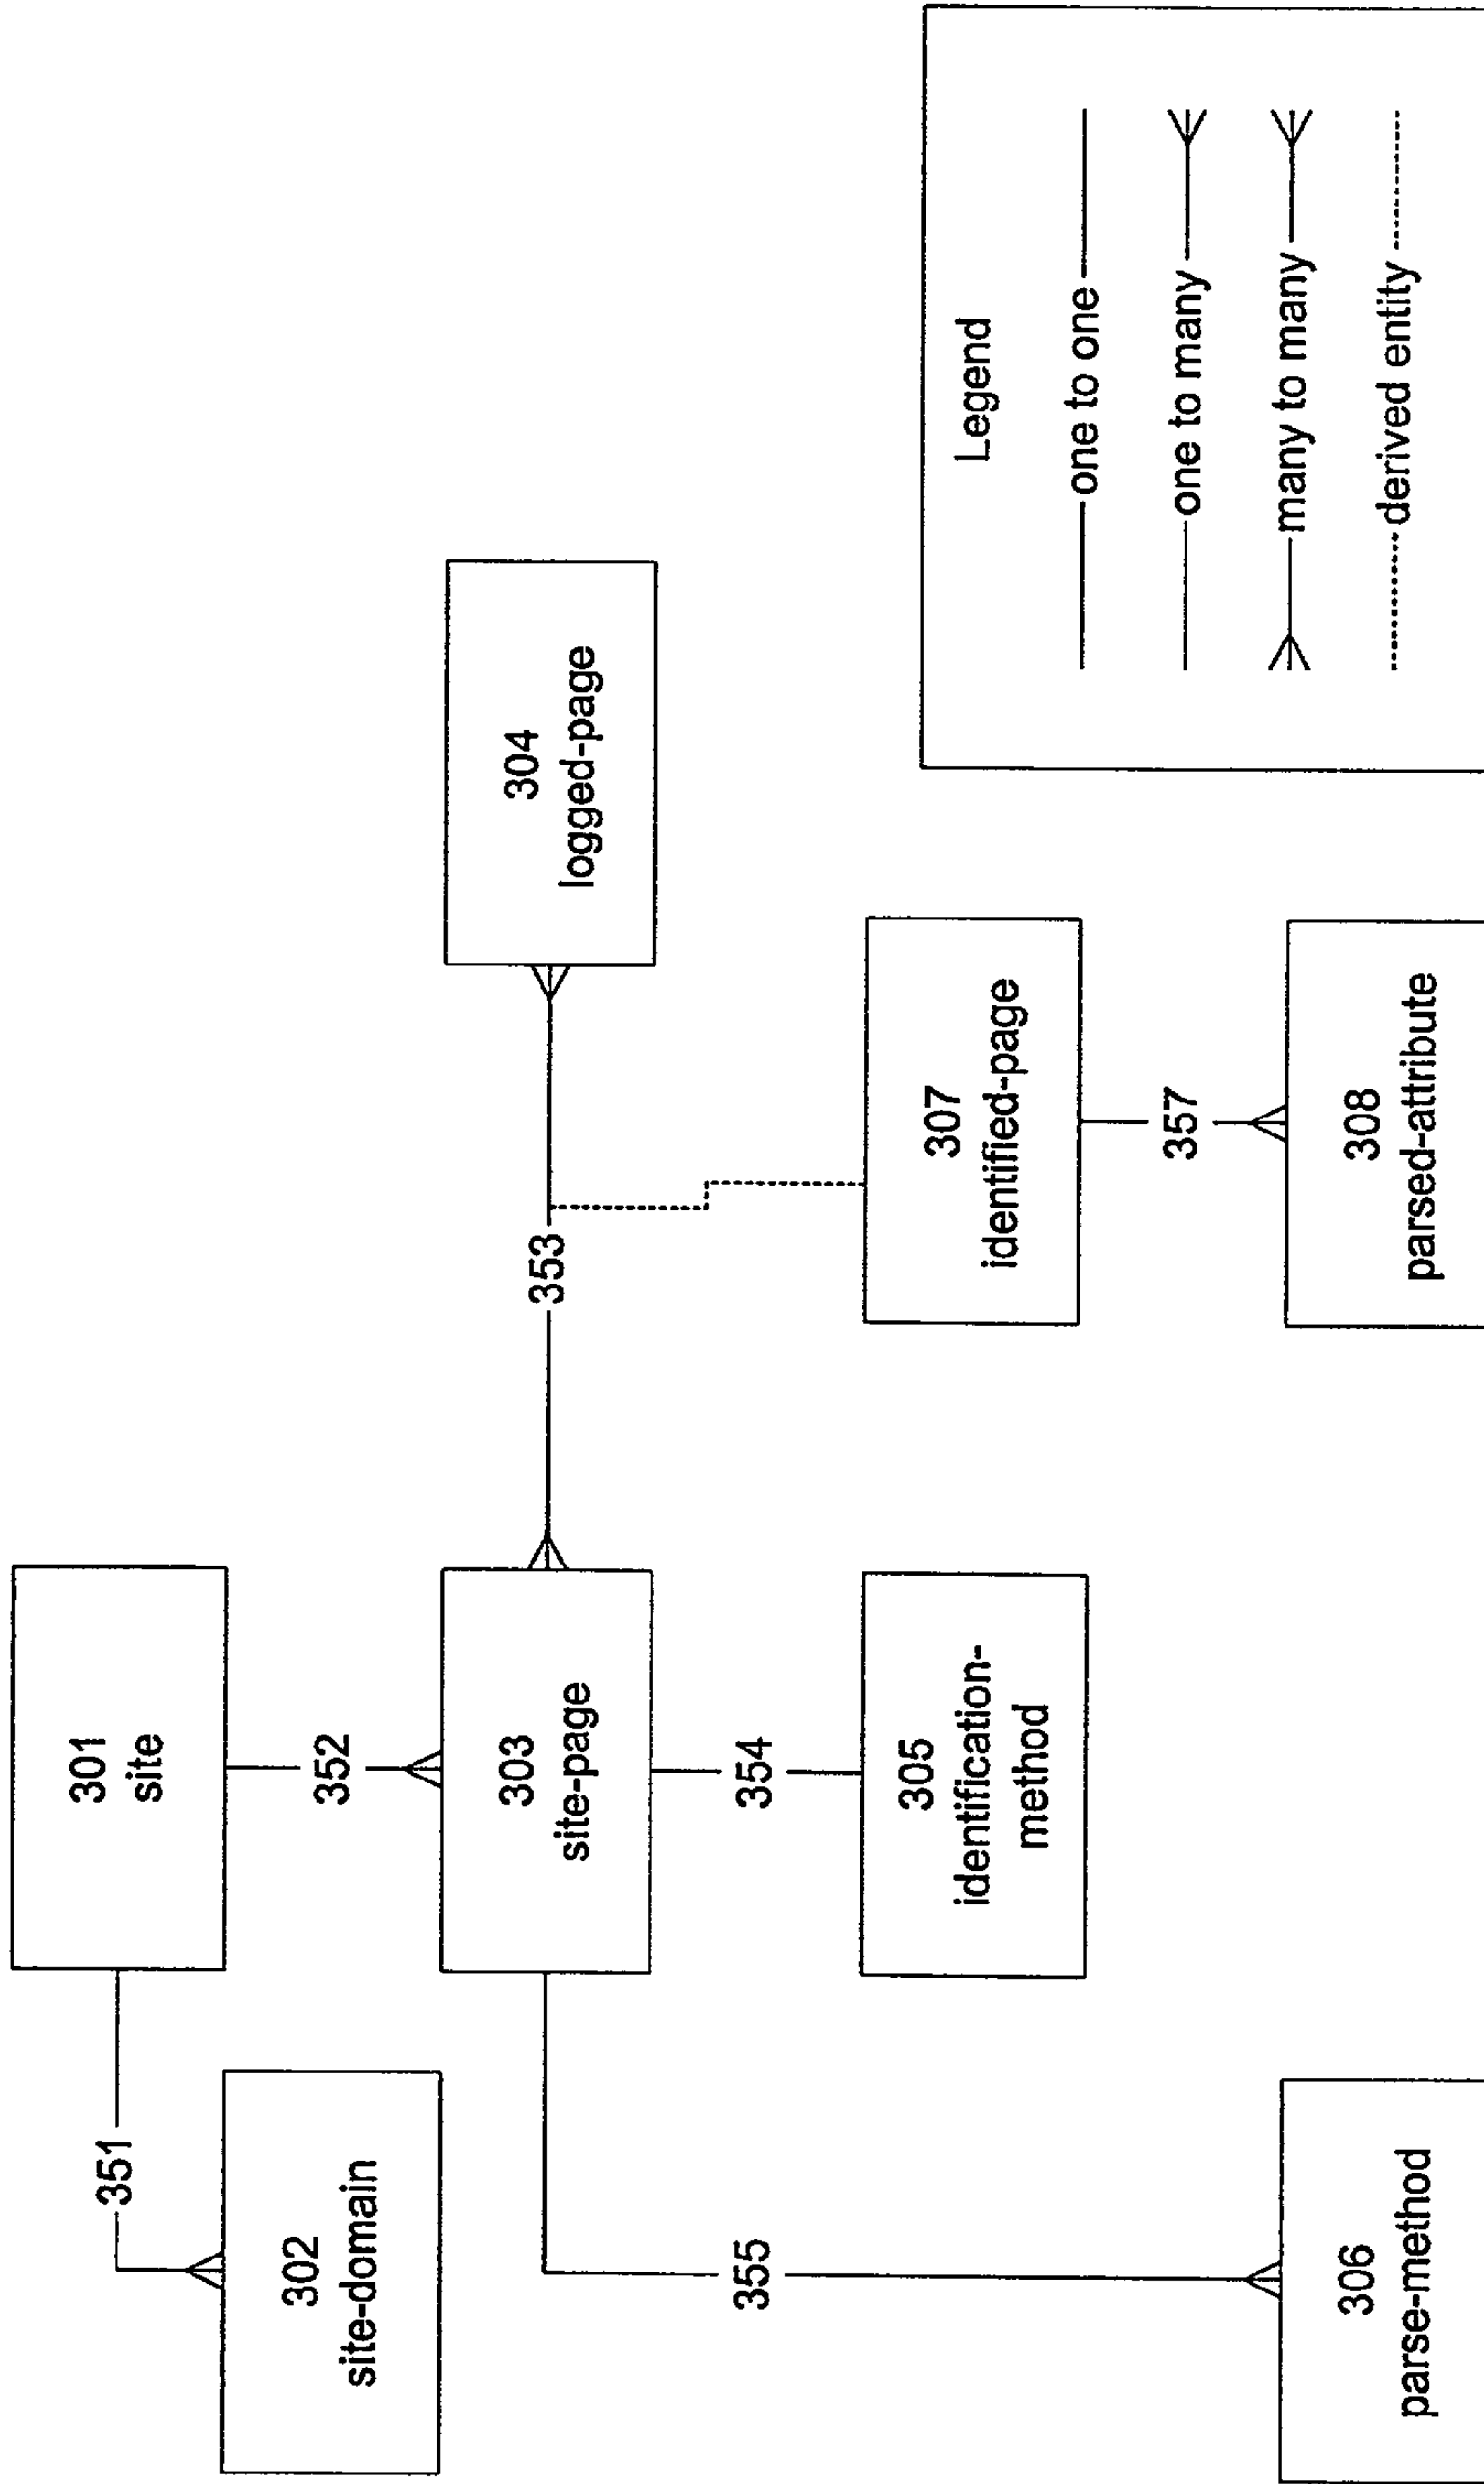 301
site
351
352
302
site-domain
303
site-page
353
304
logged-page
355
354
305
identification-
method
307
identified-page
357
306
parse-method
308
parsed-attribute
Legend
one to one
one to many
many to many
derived entity